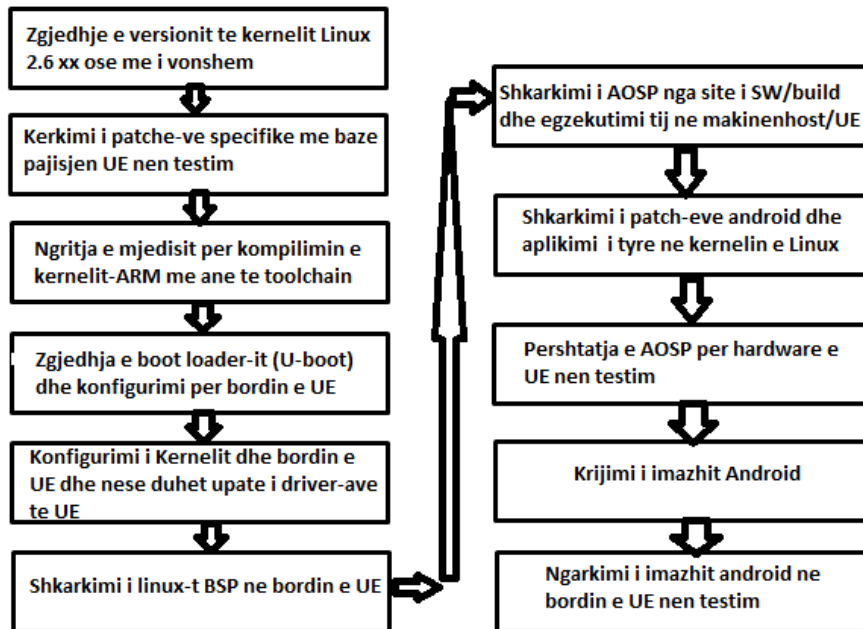 Zgjedhje e versionit te kernelit Linux
2.6 xx ose me i vonshem
Kerkimi i patche-ve specifike me baze
pajisjen UE nen testim
Ngritja e mjedisit per kompilimin e
kernelit-ARM me ane te toolchain
Zgjedhja e boot loader-it (U-boot)
dhe konfigurimi per bordin e UE
Konfigurimi i Kernelit dhe bordin e
UE dhe nese duhet upate i driver-ave
te UE
Shkarkimi i linux-t BSP ne bordin e UE
Shkarkimi i AOSP nga site i SW/build
dhe egzekutimi tij ne makinenhost/UE
Shkarkimi i patch-eve android dhe
aplikimi i tyre ne kernelin e Linux
Pershtatja e AOSP per hardware e
UE nen testim
Krijimi i imazhit Android
Ngarkimi i imazhit android ne
bordin e UE nen testim